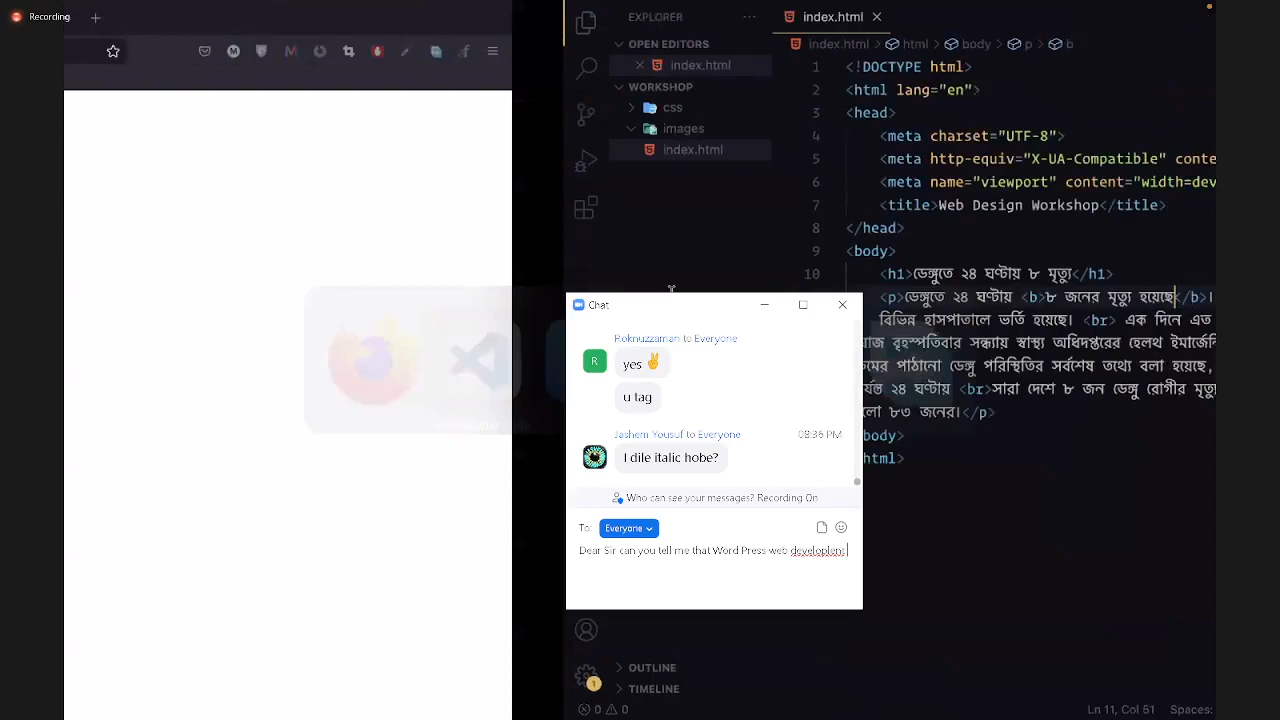 Recording
EXPLORER
OPEN EDITORS
index.html
WORKSHOP
css
images
index.html
index.html
index.html > html > body > p > b
1 <!DOCTYPE html>
2 <html lang="en">
3 <head>
4 <meta charset="UTF-8">
5 <meta http-equiv="X-UA-Compatible" conte
6 <meta name="viewport" content="width=dev
7 <title>Web Design Workshop</title>
8 </head>
9 <body>
10 <h1>ডেঙ্গুতে ২৪ ঘণ্টায় ৮ মৃত্যু</h1>
<p>ডেঙ্গুতে ২৪ ঘণ্টায় <b>৮ জনের মৃত্যু হয়েছে</b>।
বিভিন্ন হাসপাতালে ভর্তি হয়েছে। <br> এক দিনে এত
বৃহস্পতিবার সন্ধ্যায় স্বাস্থ্য অধিদপ্তরের হেলথ ইমার্জেন্সি
পাঠানো ডেঙ্গু পরিস্থিতির সর্বশেষ তথ্যে বলা হয়েছে,
২৪ ঘণ্টায় <br>সারা দেশে ৮ জন ডেঙ্গু রোগীর মৃত্যু
৮৩ জনের।</p>
body>
html>
Chat
Roknuzzaman to Everyone
R
yes ✌
u tag
Jashem Yousuf to Everyone 08:36 PM
I dile italic hobe?
Who can see your messages? Recording On
To: Everyone
Dear Sir can you tell me that Word Press web developlent
OUTLINE
TIMELINE
1
0 0
Ln 11, Col 51 Spaces: